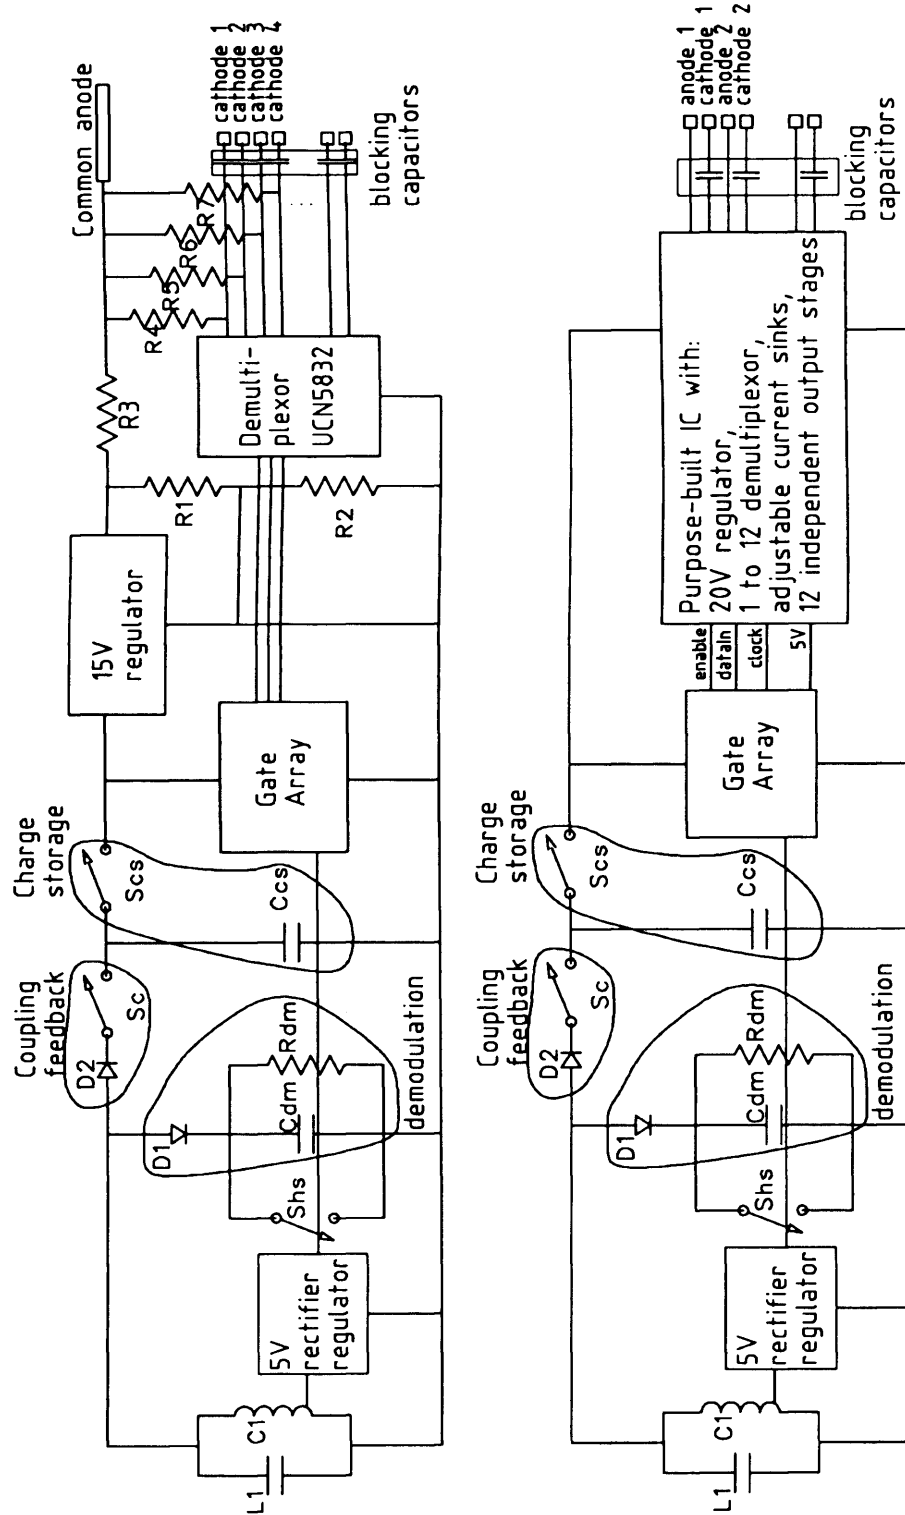 Common anode
cathode 1
cathode 2
cathode 3
cathode 4
blocking
capacitors
R7
R6
R5
R4
R3
Demulti-
plexor
UCN5832
R1
R2
15V
regulator
Gate
Array
Charge
storage
Scs
Ccs
Coupling
feedback
D2
Sc
Rdm
Cdm
D1
demodulation
Shs
5V
rectifier
regulator
C1
L1
anode 1
cathode 1
anode 2
cathode 2
blocking
capacitors
Purpose-built IC with:
20V regulator,
1 to 12 demultiplexor,
adjustable current sinks,
12 independent output stages
enable
dataIn
clock
5V
Gate
Array
Charge
storage
Scs
Ccs
Coupling
feedback
D2
Sc
Rdm
Cdm
D1
demodulation
Shs
5V
rectifier
regulator
C1
L1